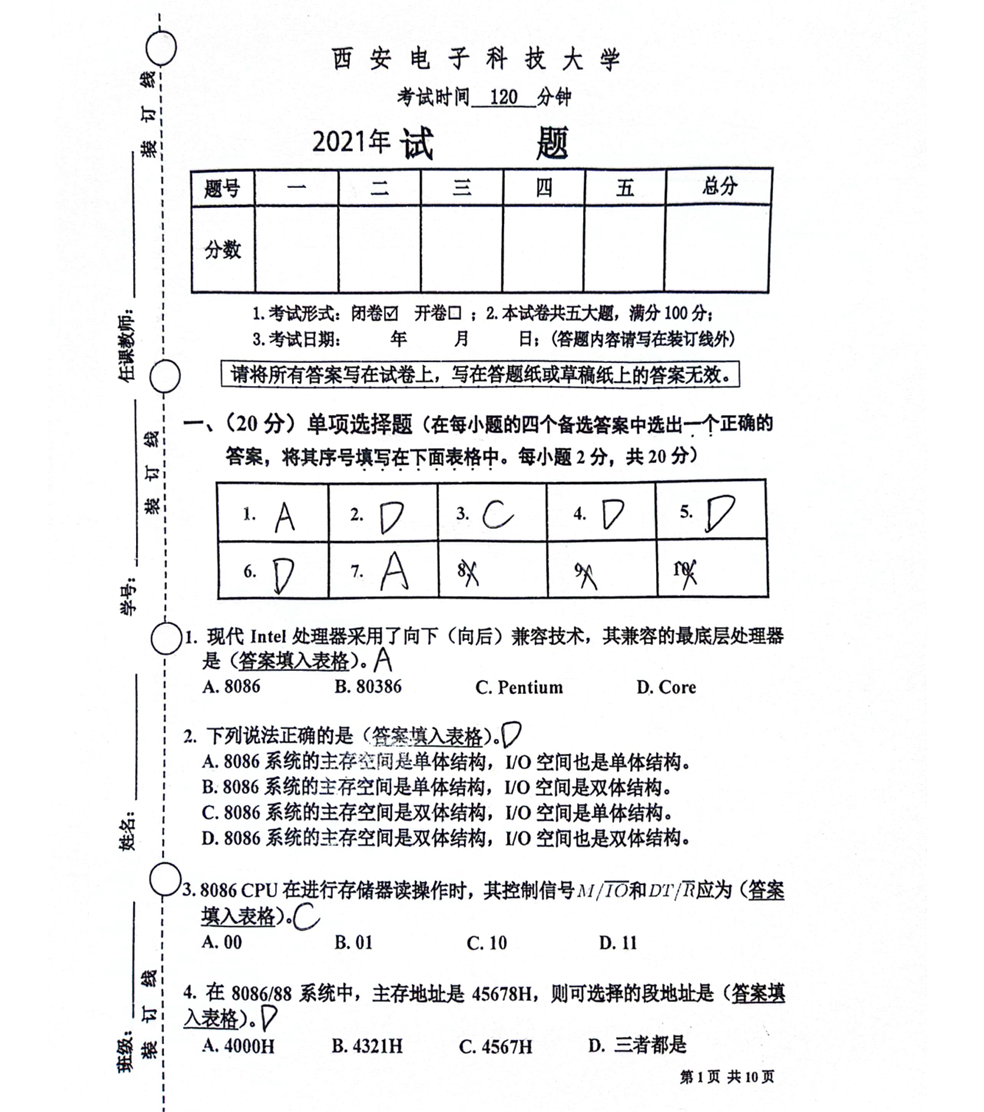 西安电子科技大学
考试时间 120 分钟
2021年试 题
题号 一 二 三 四 五 总分
分数
1.考试形式：闭卷☑ 开卷□；2.本试卷共五大题，满分100分；
3.考试日期： 年 月 日；（答题内容请写在装订线外）
请将所有答案写在试卷上，写在答题纸或草稿纸上的答案无效。
一、（20分）单项选择题（在每小题的四个备选答案中选出一个正确的
答案，将其序号填写在下面表格中。每小题2分，共20分）
1. A 2. D 3. C 4. D 5. D
6. D 7. A 8. 9. 10.
1. 现代 Intel 处理器采用了向下（向后）兼容技术，其兼容的最底层处理器
是（答案填入表格）。A
A. 8086 B. 80386 C. Pentium D. Core
2. 下列说法正确的是（答案填入表格）。D
A. 8086 系统的主存空间是单体结构，I/O 空间也是单体结构。
B. 8086 系统的主存空间是单体结构，I/O 空间是双体结构。
C. 8086 系统的主存空间是双体结构，I/O 空间是单体结构。
D. 8086 系统的主存空间是双体结构，I/O 空间也是双体结构。
3. 8086 CPU 在进行存储器读操作时，其控制信号M/I̅O̅和DT/R̅应为（答案
填入表格）。C
A. 00 B. 01 C. 10 D. 11
4. 在 8086/88 系统中，主存地址是 45678H，则可选择的段地址是（答案填
入表格）。D
A. 4000H B. 4321H C. 4567H D. 三者都是
第1页 共10页
装 订 线
任课教师：
装 订 线
学号：
姓名：
装 订 线
班级：